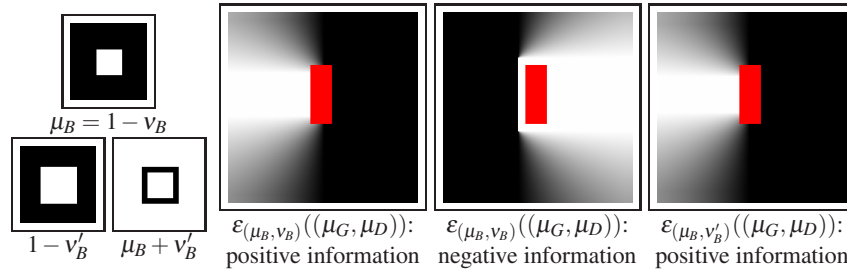 μ_B = 1 − ν_B
1 − ν'_B
μ_B + ν'_B
ε_(μ_B,ν_B)((μ_G, μ_D)):
positive information
ε_(μ_B,ν_B)((μ_G, μ_D)):
negative information
ε_(μ_B,ν'_B)((μ_G, μ_D)):
positive information